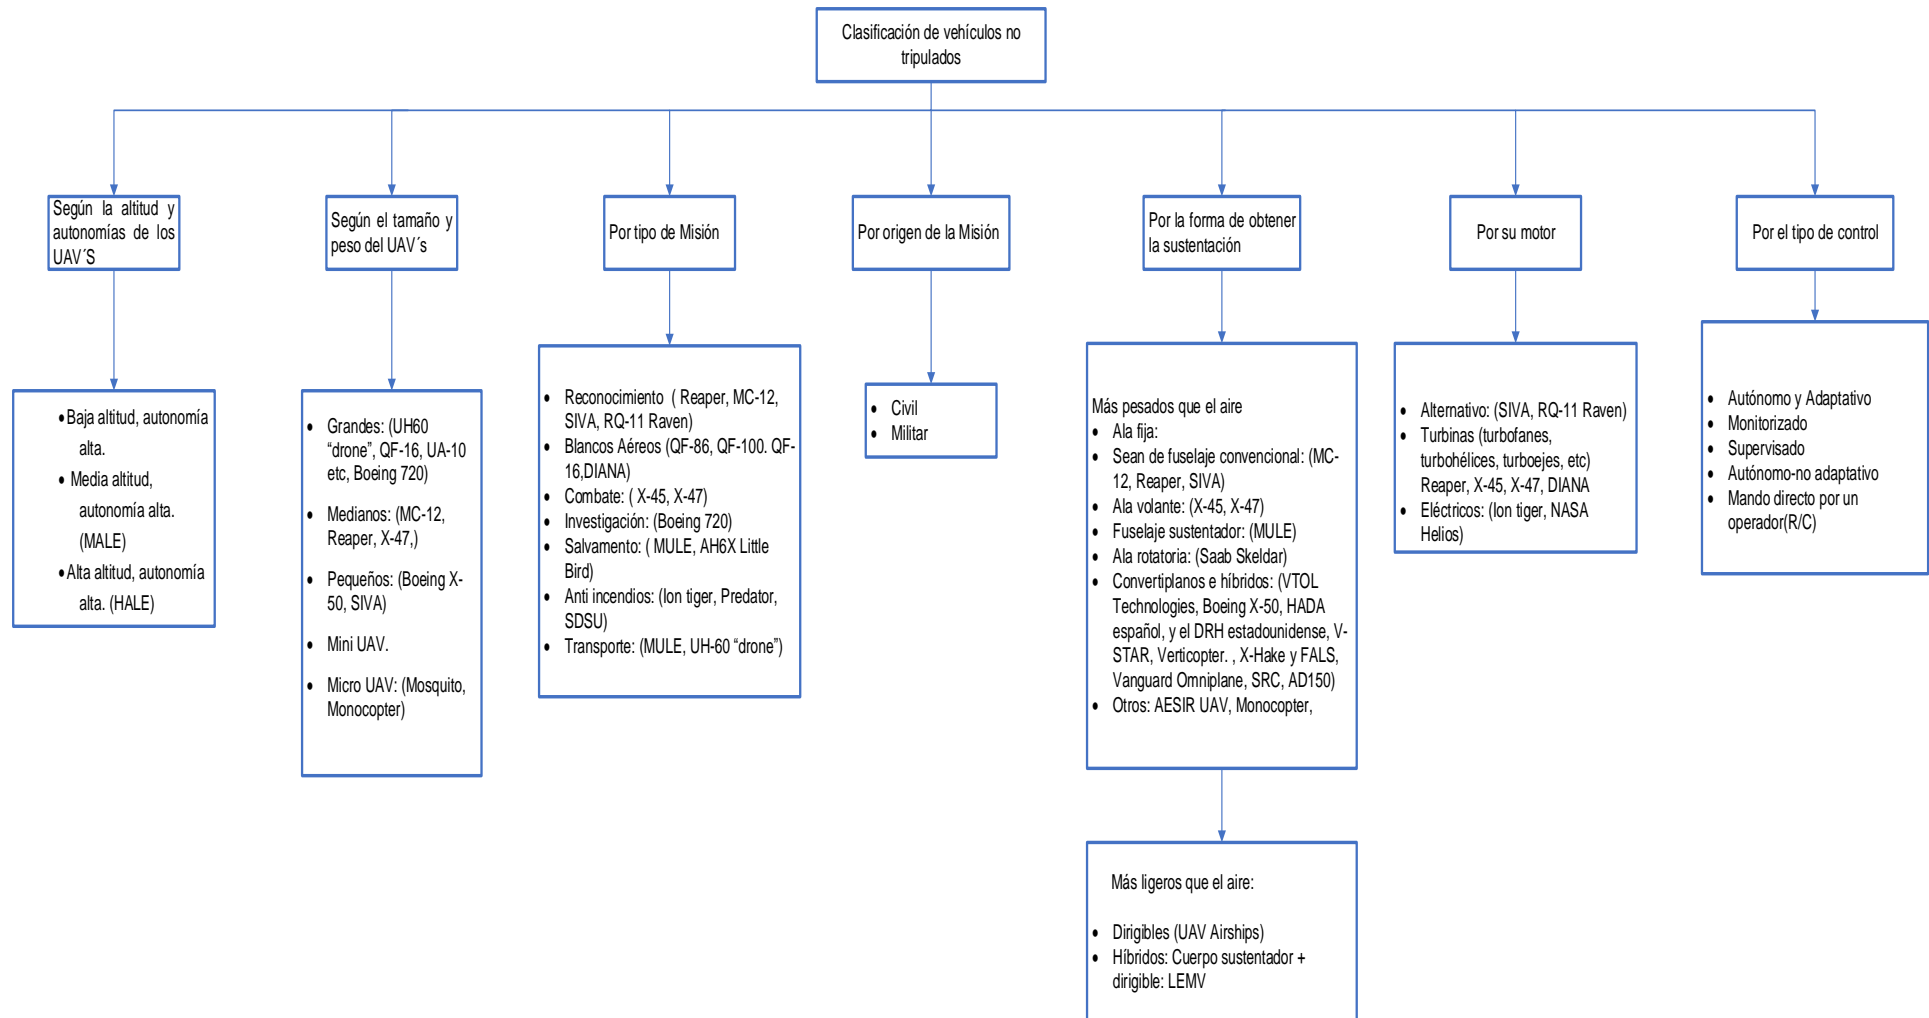 Clasificación de vehículos no
tripulados
Según la altitud y
autonomías de los
UAV´S
Según el tamaño y
peso del UAV´s
Por tipo de Misión
Por origen de la Misión
Por la forma de obtener
la sustentación
Por su motor
Por el tipo de control
• Baja altitud, autonomía
alta.
• Media altitud,
autonomía alta.
(MALE)
• Alta altitud, autonomía
alta. (HALE)
• Grandes: (UH60
“drone”, QF-16, UA-10
etc, Boeing 720)
• Medianos: (MC-12,
Reaper, X-47,)
• Pequeños: (Boeing X-
50, SIVA)
• Mini UAV.
• Micro UAV: (Mosquito,
Monocopter)
• Reconocimiento ( Reaper, MC-12,
SIVA, RQ-11 Raven)
• Blancos Aéreos (QF-86, QF-100. QF-
16,DIANA)
• Combate: ( X-45, X-47)
• Investigación: (Boeing 720)
• Salvamento: ( MULE, AH6X Little
Bird)
• Anti incendios: (Ion tiger, Predator,
SDSU)
• Transporte: (MULE, UH-60 “drone”)
• Civil
• Militar
Más pesados que el aire
• Ala fija:
• Sean de fuselaje convencional: (MC-
12, Reaper, SIVA)
• Ala volante: (X-45, X-47)
• Fuselaje sustentador: (MULE)
• Ala rotatoria: (Saab Skeldar)
• Convertiplanos e híbridos: (VTOL
Technologies, Boeing X-50, HADA
español, y el DRH estadounidense, V-
STAR, Verticopter. , X-Hake y FALS,
Vanguard Omniplane, SRC, AD150)
• Otros: AESIR UAV, Monocopter,
• Alternativo: (SIVA, RQ-11 Raven)
• Turbinas (turbofanes,
turbohélices, turboejes, etc)
Reaper, X-45, X-47, DIANA
• Eléctricos: (Ion tiger, NASA
Helios)
• Autónomo y Adaptativo
• Monitorizado
• Supervisado
• Autónomo-no adaptativo
• Mando directo por un
operador(R/C)
Más ligeros que el aire:
• Dirigibles (UAV Airships)
• Híbridos: Cuerpo sustentador +
dirigible: LEMV